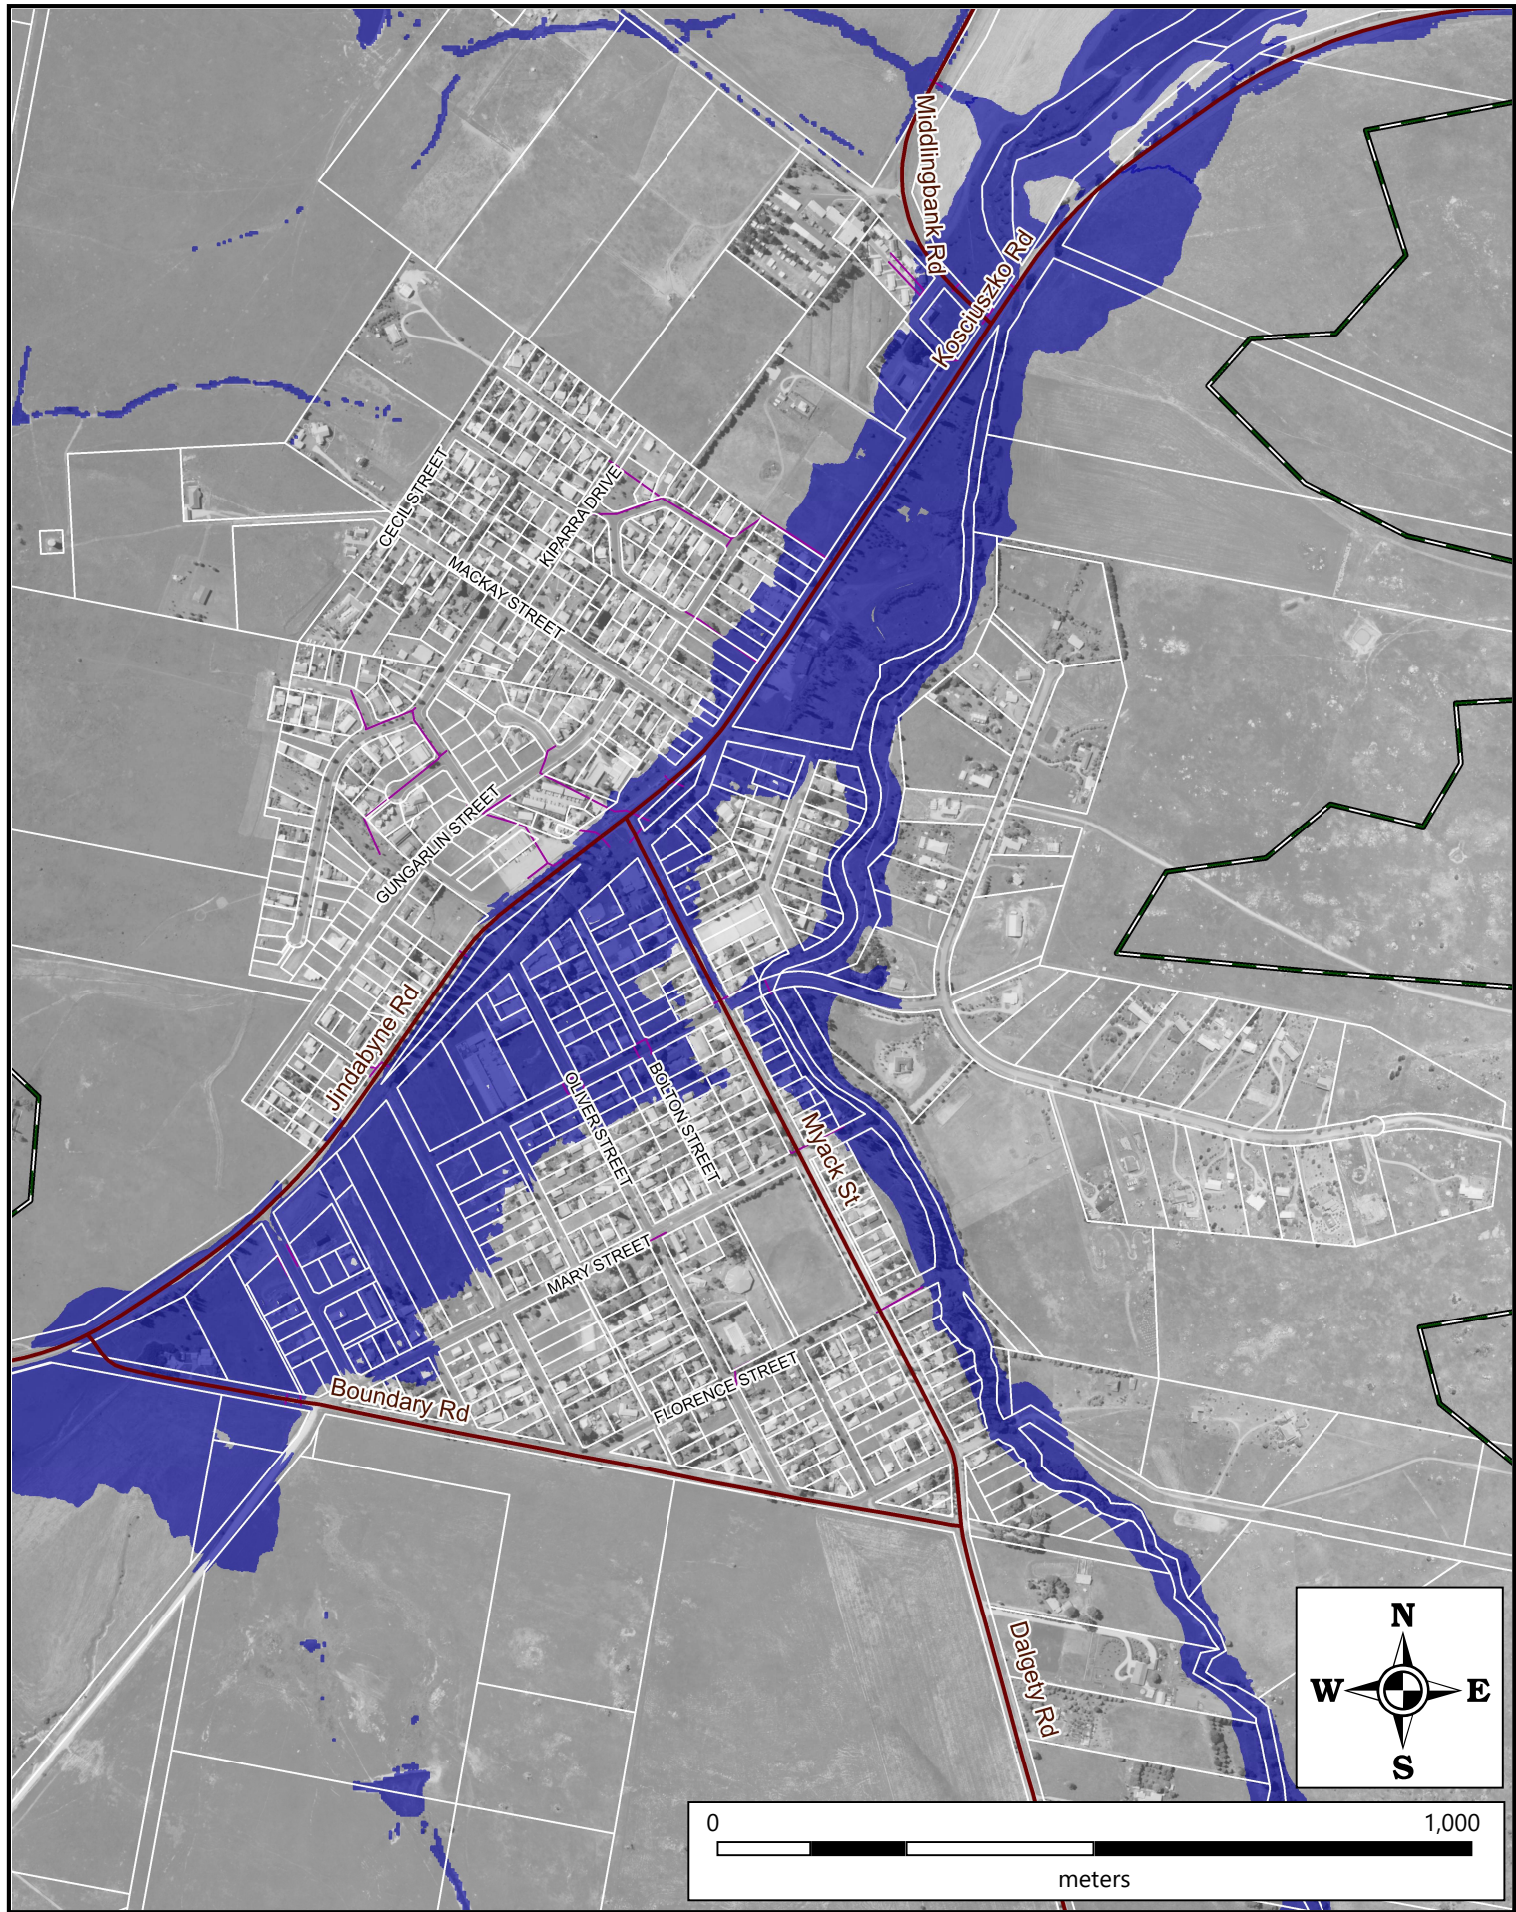 Middlingbank Rd
Kosciuszko Rd
CECIL STREET
KIPARRA DRIVE
MACKAY STREET
GUNGARLIN STREET
Jindabyne Rd
OLIVER STREET
BOLTON STREET
Myack St
MARY STREET
FLORENCE STREET
Boundary Rd
Dalgety Rd
N
W E
S
0 1,000
meters